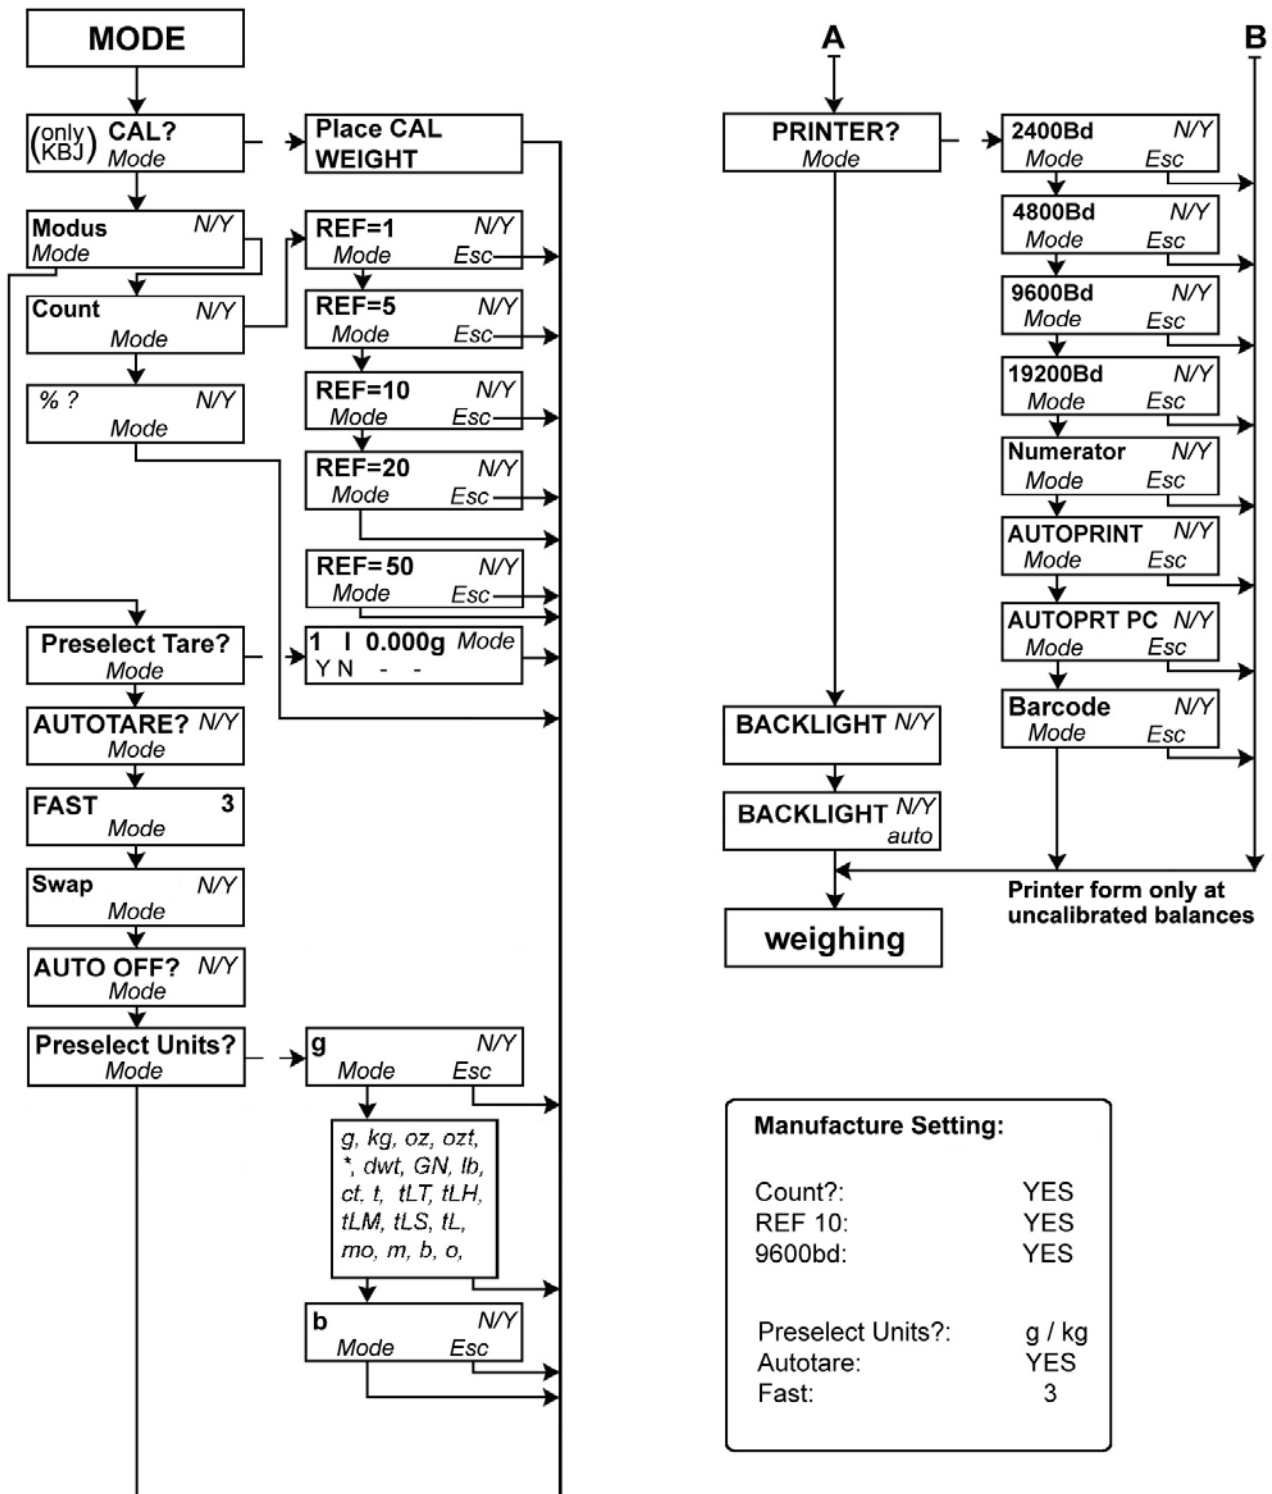 MODE
(only KBJ) CAL?
Mode
Place CAL
WEIGHT
Modus N/Y
Mode
Count N/Y
Mode
% ? N/Y
Mode
REF=1 N/Y
Mode Esc
REF=5 N/Y
Mode Esc
REF=10 N/Y
Mode Esc
REF=20 N/Y
Mode Esc
REF=50 N/Y
Mode Esc
Preselect Tare?
Mode
1 I 0.000g Mode
Y N - -
AUTOTARE? N/Y
Mode
FAST 3
Mode
Swap N/Y
Mode
AUTO OFF? N/Y
Mode
Preselect Units?
Mode
g N/Y
Mode Esc
g, kg, oz, ozt,
*, dwt, GN, lb,
ct, t, tLT, tLH,
tLM, tLS, tL,
mo, m, b, o,
b N/Y
Mode Esc
A
B
PRINTER?
Mode
2400Bd N/Y
Mode Esc
4800Bd N/Y
Mode Esc
9600Bd N/Y
Mode Esc
19200Bd N/Y
Mode Esc
Numerator N/Y
Mode Esc
AUTOPRINT N/Y
Mode Esc
AUTOPRT PC N/Y
Mode Esc
Barcode N/Y
Mode Esc
BACKLIGHT N/Y
BACKLIGHT N/Y
auto
Printer form only at
uncalibrated balances
weighing
Manufacture Setting:
Count?: YES
REF 10: YES
9600bd: YES
Preselect Units?: g / kg
Autotare: YES
Fast: 3